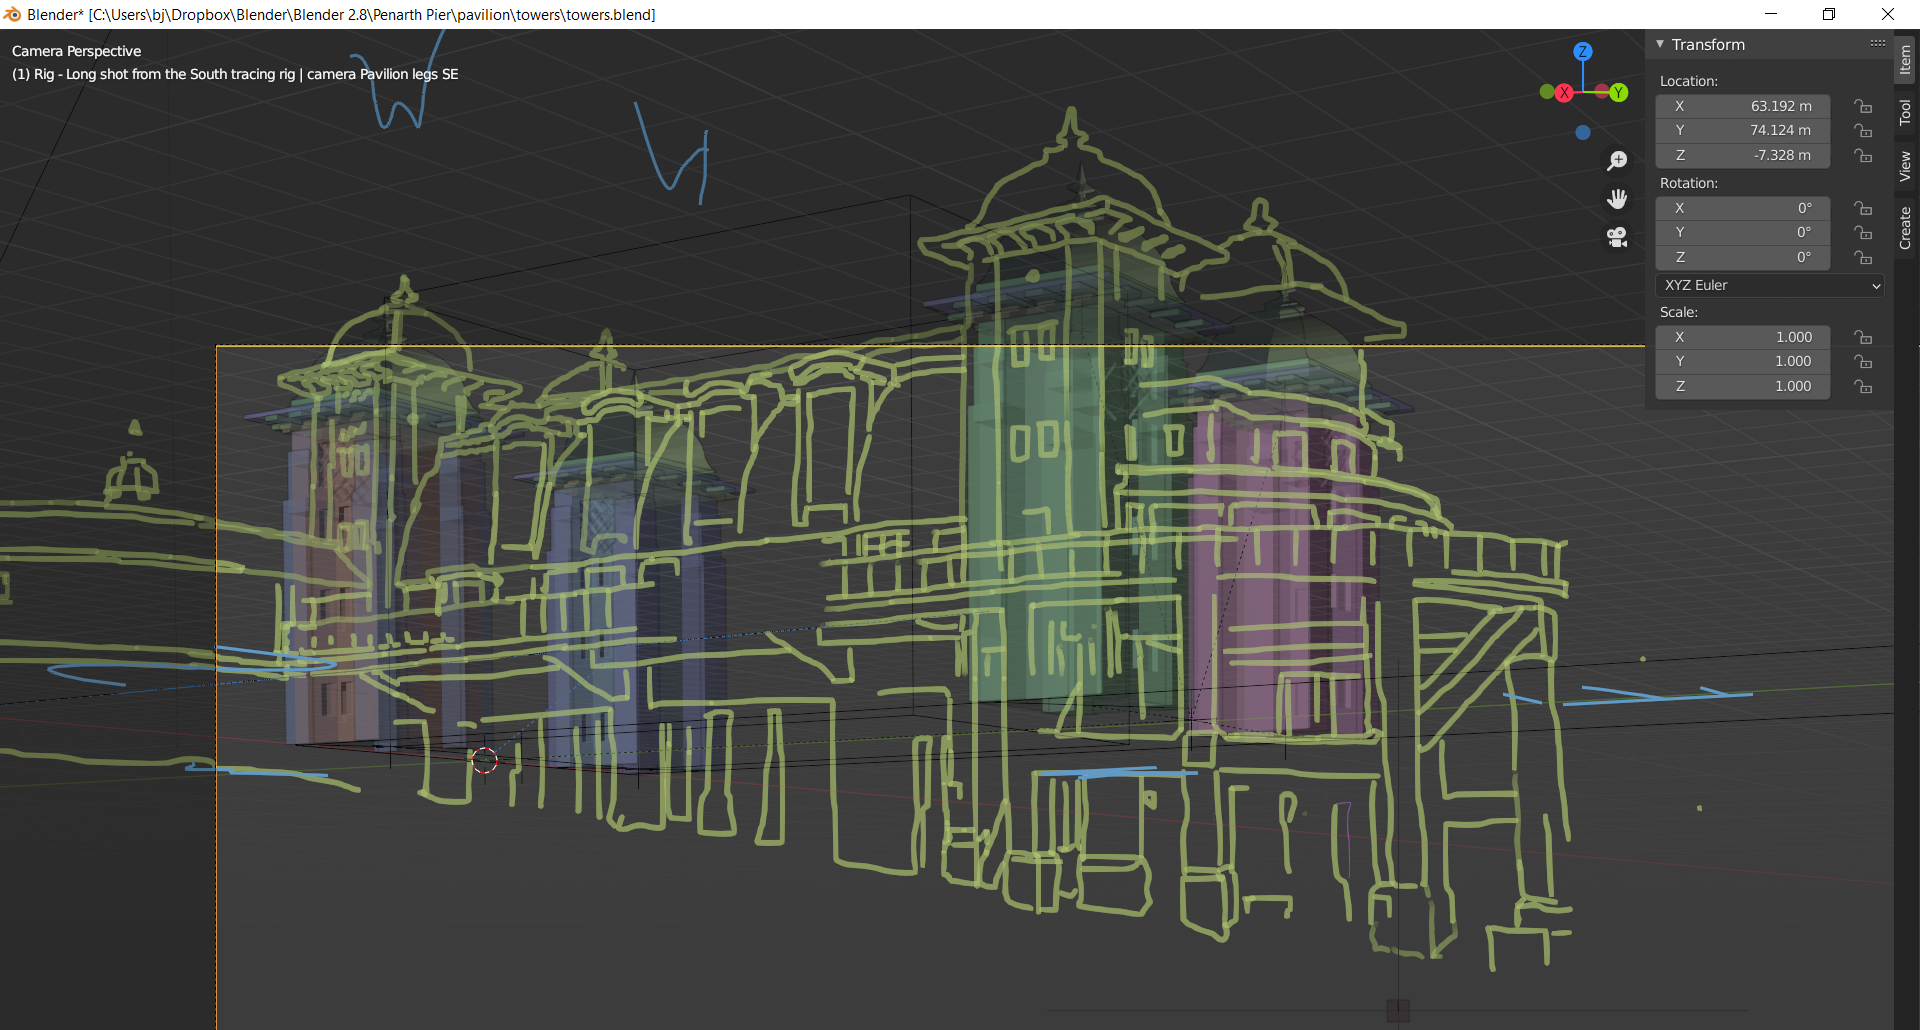 Blender* [C:\Users\bj\Dropbox\Blender\Blender 2.8\Penarth Pier\pavilion\towers\towers.blend]
Camera Perspective
(1) Rig - Long shot from the South tracing rig | camera Pavilion legs SE
Z
X
Y
Transform
Location:
X 63.192 m
Y 74.124 m
Z -7.328 m
Rotation:
X 0°
Y 0°
Z 0°
XYZ Euler
Scale:
X 1.000
Y 1.000
Z 1.000
Item
Tool
View
Create